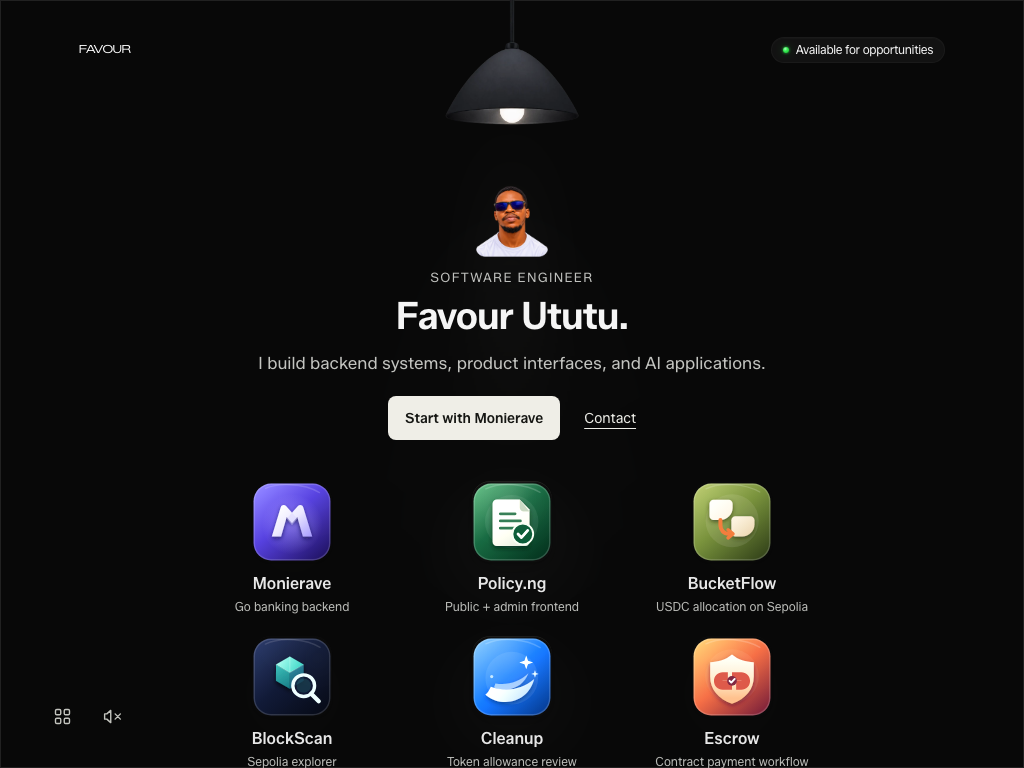 FAVOUR
Available for opportunities
SOFTWARE ENGINEER
Favour Ututu.
I build backend systems, product interfaces, and AI applications.
Start with Monierave
Contact
Monierave
Go banking backend
Policy.ng
Public + admin frontend
BucketFlow
USDC allocation on Sepolia
BlockScan
Sepolia explorer
Cleanup
Token allowance review
Escrow
Contract payment workflow